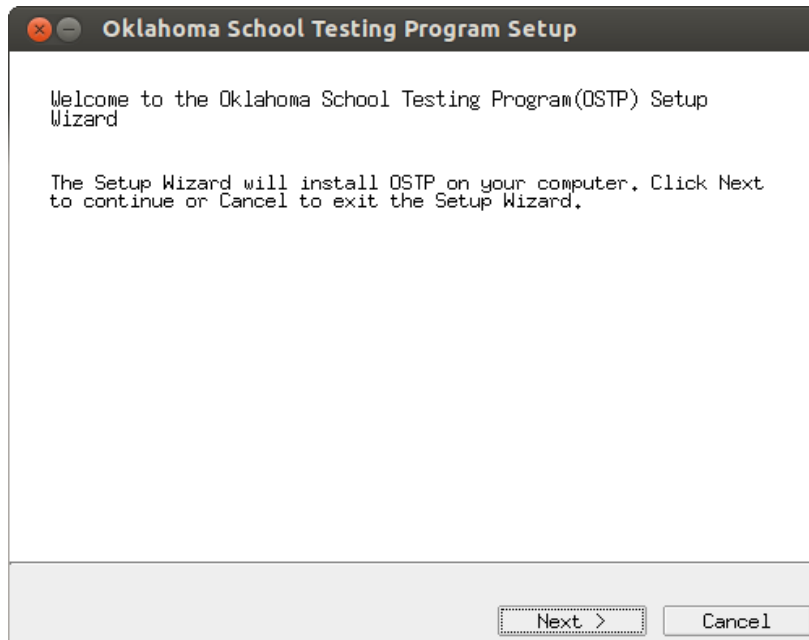 Oklahoma School Testing Program Setup
Welcome to the Oklahoma School Testing Program(OSTP) Setup
Wizard
The Setup Wizard will install OSTP on your computer. Click Next
to continue or Cancel to exit the Setup Wizard.
Next >
Cancel